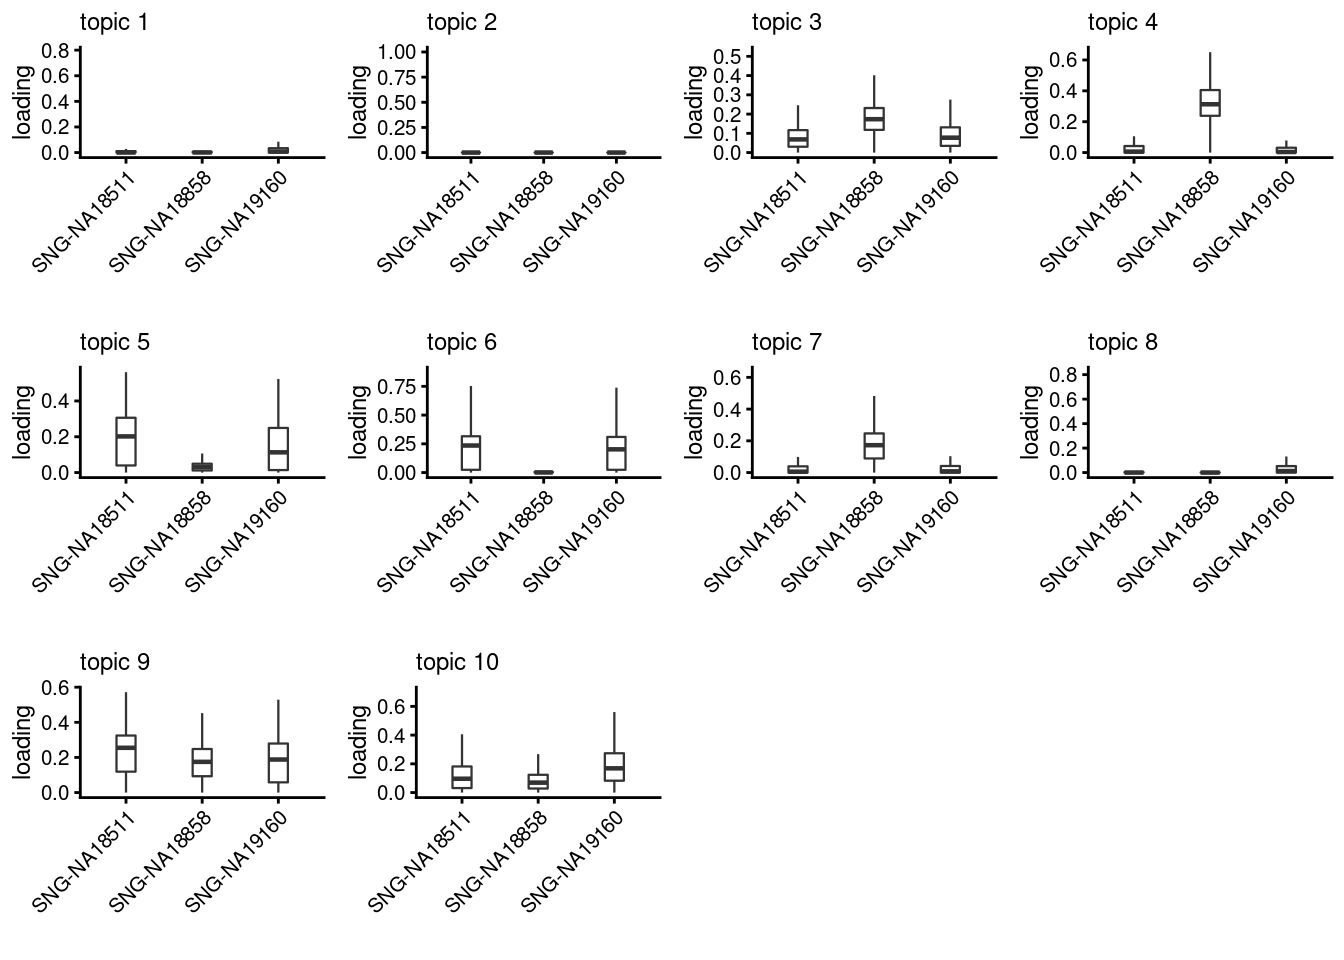 topic 1
loading
0.8
0.6
0.4
0.2
0.0
SNG-NA18511
SNG-NA18858
SNG-NA19160
topic 2
loading
1.00
0.75
0.50
0.25
0.00
SNG-NA18511
SNG-NA18858
SNG-NA19160
topic 3
loading
0.5
0.4
0.3
0.2
0.1
0.0
SNG-NA18511
SNG-NA18858
SNG-NA19160
topic 4
loading
0.6
0.4
0.2
0.0
SNG-NA18511
SNG-NA18858
SNG-NA19160
topic 5
loading
0.4
0.2
0.0
SNG-NA18511
SNG-NA18858
SNG-NA19160
topic 6
loading
0.75
0.50
0.25
0.00
SNG-NA18511
SNG-NA18858
SNG-NA19160
topic 7
loading
0.6
0.4
0.2
0.0
SNG-NA18511
SNG-NA18858
SNG-NA19160
topic 8
loading
0.8
0.6
0.4
0.2
0.0
SNG-NA18511
SNG-NA18858
SNG-NA19160
topic 9
loading
0.6
0.4
0.2
0.0
SNG-NA18511
SNG-NA18858
SNG-NA19160
topic 10
loading
0.6
0.4
0.2
0.0
SNG-NA18511
SNG-NA18858
SNG-NA19160